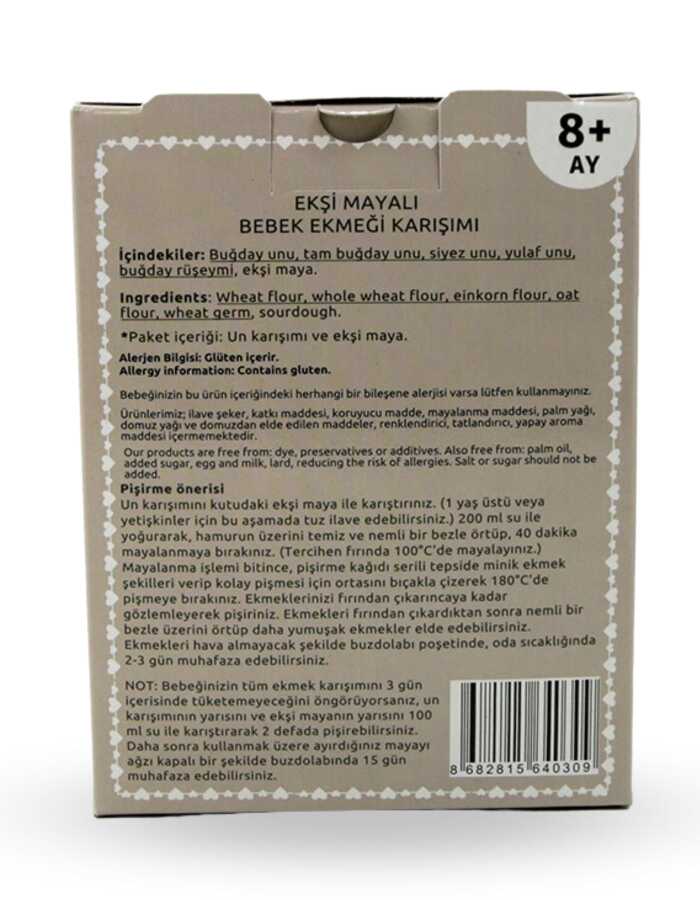 8+
AY
EKŞİ MAYALI
BEBEK EKMEĞİ KARIŞIMI
İçindekiler: Buğday unu, tam buğday unu, siyez unu, yulaf unu,
buğday rüşeymi, ekşi maya.
Ingredients: Wheat flour, whole wheat flour, einkorn flour, oat
flour, wheat germ, sourdough.
*Paket içeriği: Un karışımı ve ekşi maya.
Alerjen Bilgisi: Glüten içerir.
Allergy information: Contains gluten.
Bebeğinizin bu ürün içeriğindeki herhangi bir bileşene alerjisi varsa lütfen kullanmayınız.
Ürünlerimiz; ilave şeker, katkı maddesi, koruyucu madde, mayalanma maddesi, palm yağı,
domuz yağı ve domuzdan elde edilen maddeler, renklendirici, tatlandırıcı, yapay aroma
maddesi içermemektedir.
Our products are free from: dye, preservatives or additives. Also free from: palm oil,
added sugar, egg and milk, lard, reducing the risk of allergies. Salt or sugar should not be
added.
Pişirme önerisi
Un karışımını kutudaki ekşi maya ile karıştırınız. (1 yaş üstü veya
yetişkinler için bu aşamada tuz ilave edebilirsiniz.) 200 ml su ile
yoğurarak, hamurun üzerini temiz ve nemli bir bezle örtüp, 40 dakika
mayalanmaya bırakınız. (Tercihen fırında 100°C'de mayalayınız.)
Mayalanma işlemi bitince, pişirme kağıdı serili tepside minik ekmek
şekilleri verip kolay pişmesi için ortasını bıçakla çizerek 180°C'de
pişmeye bırakınız. Ekmeklerinizi fırından çıkarıncaya kadar
gözlemleyerek pişiriniz. Ekmekleri fırından çıkardıktan sonra nemli bir
bezle üzerini örtüp daha yumuşak ekmekler elde edebilirsiniz.
Ekmekleri hava almayacak şekilde buzdolabı poşetinde, oda sıcaklığında
2-3 gün muhafaza edebilirsiniz.
NOT: Bebeğinizin tüm ekmek karışımını 3 gün
içerisinde tüketemeyeceğini öngörüyorsanız, un
karışımının yarısını ve ekşi mayanın yarısını 100
ml su ile karıştırarak 2 defada pişirebilirsiniz.
Daha sonra kullanmak üzere ayırdığınız mayayı
ağzı kapalı bir şekilde buzdolabında 15 gün
muhafaza edebilirsiniz.
8 682815 640309